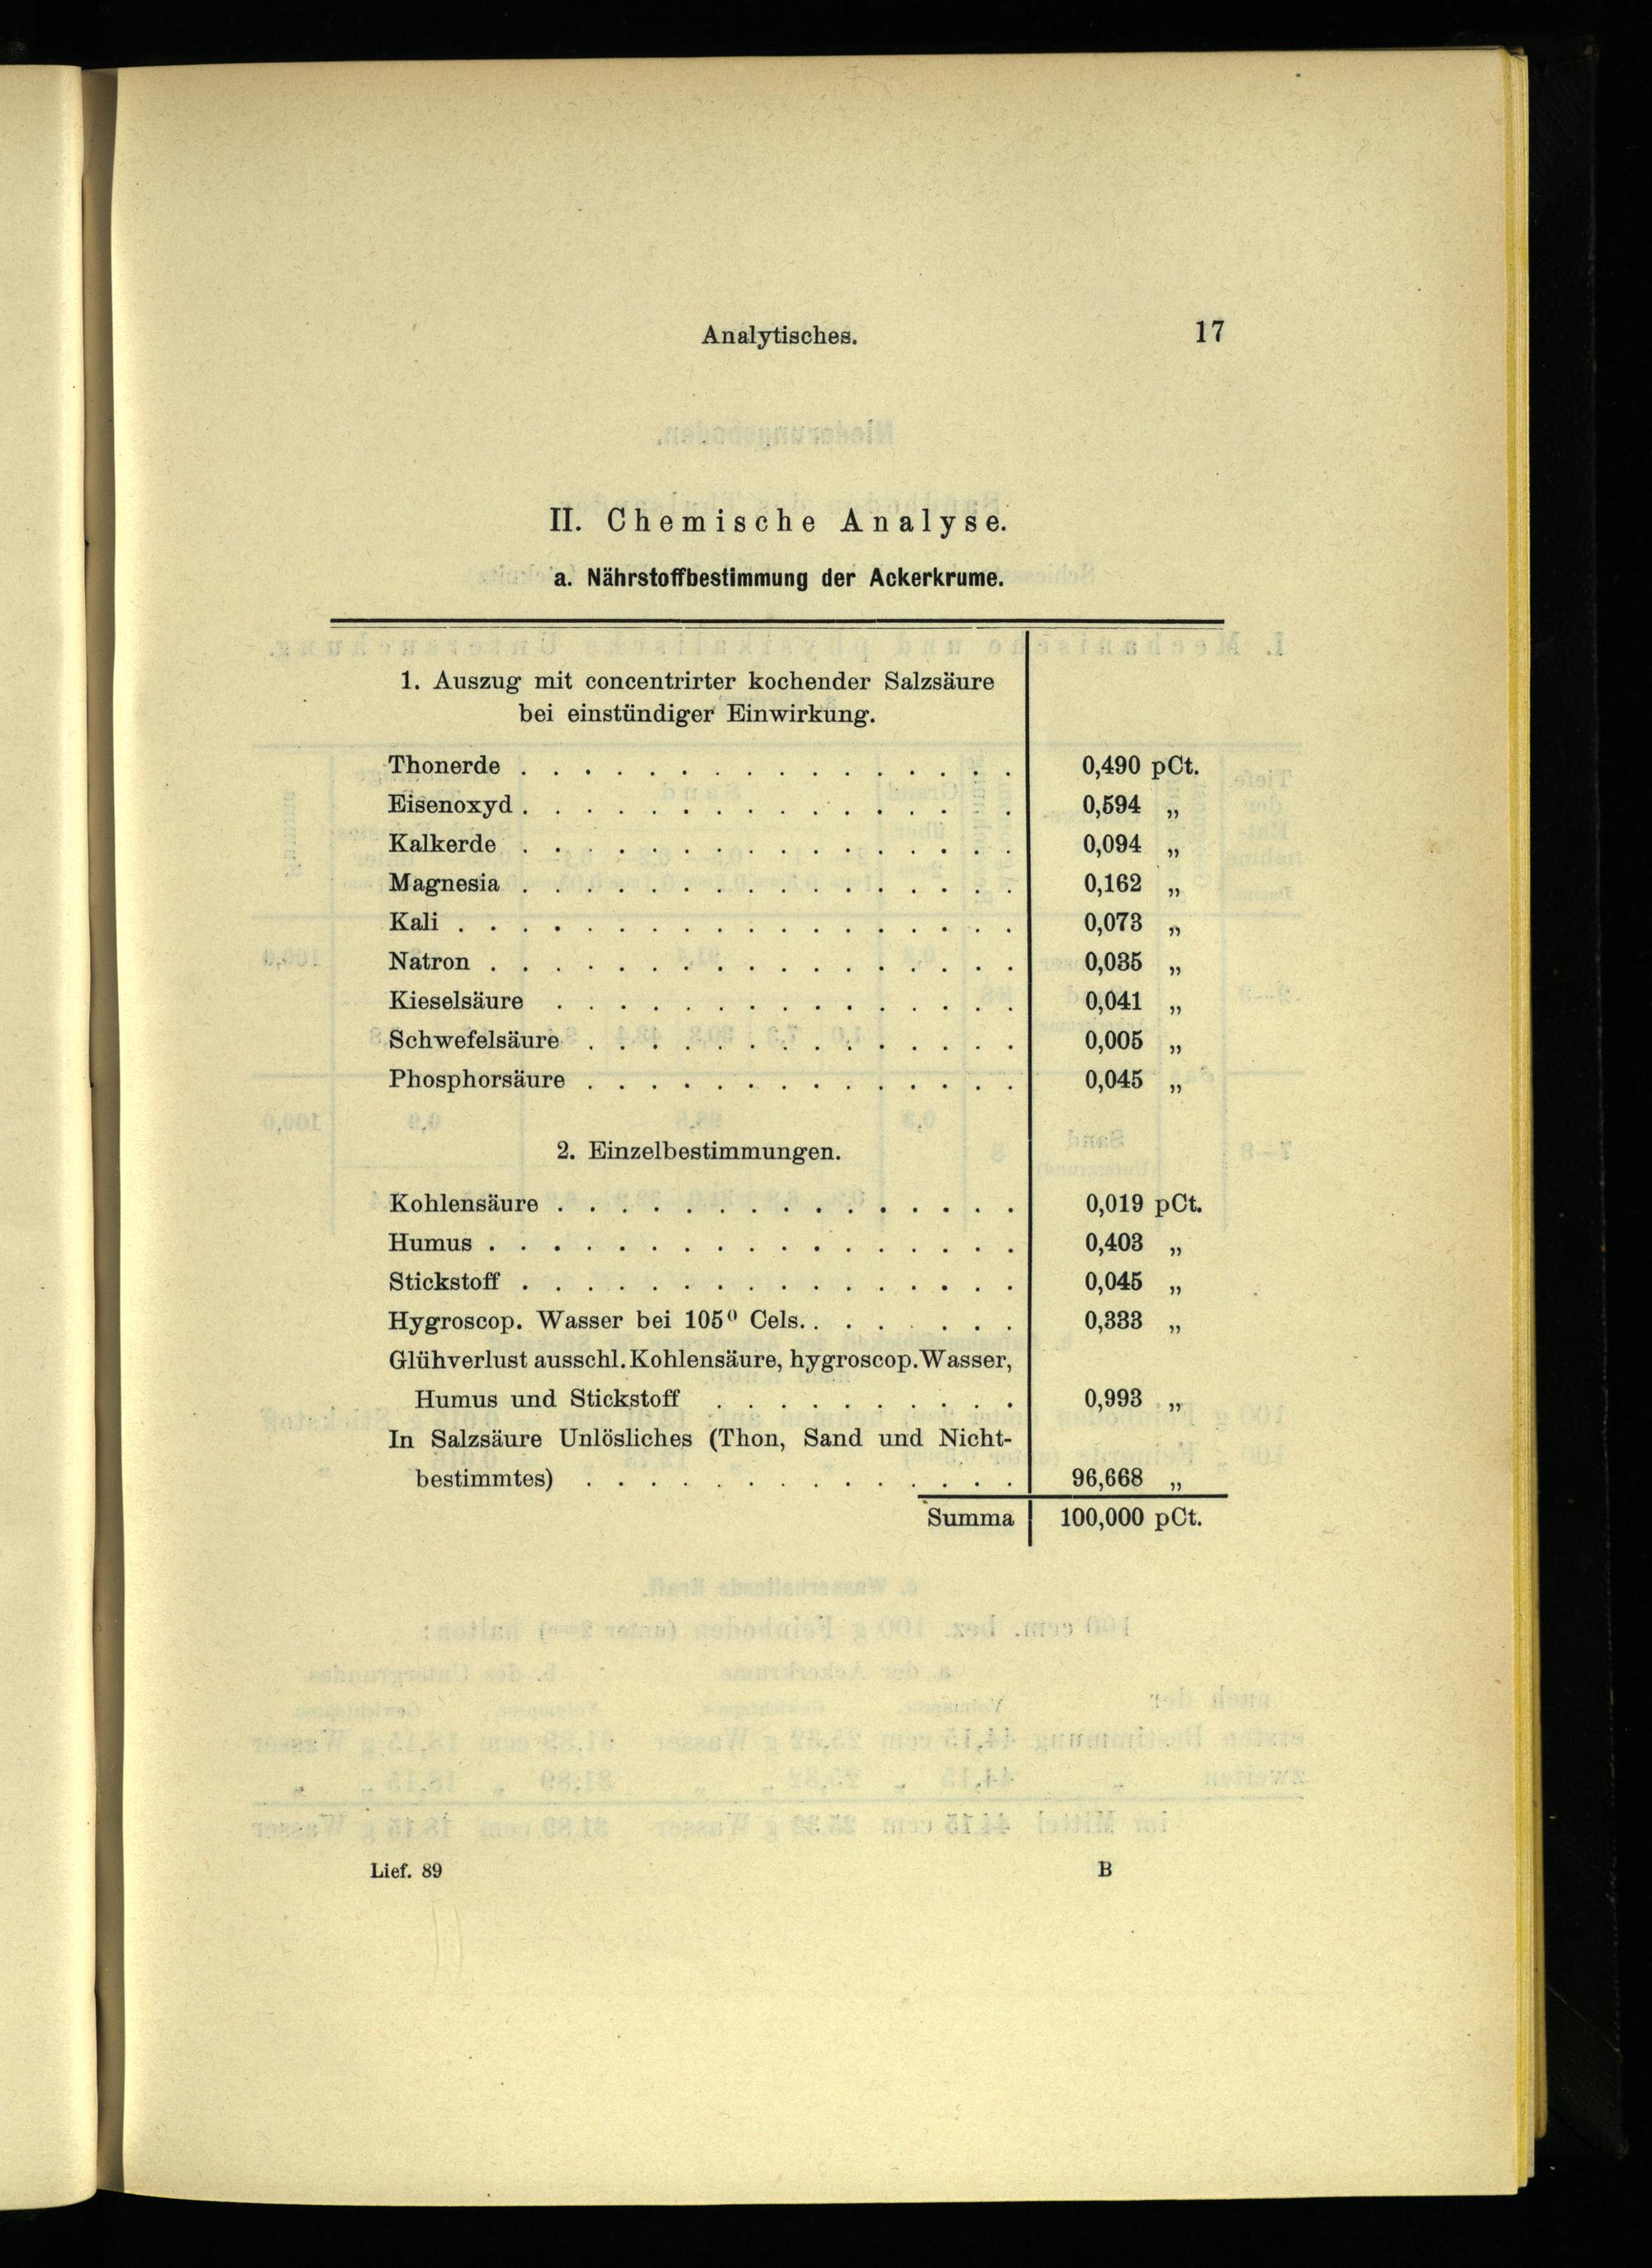 Analytisches. 17
II. Chemische Analyse.
a. Nährstoffbestimmung der Ackerkrume.
1. Auszug mit concentrirter kochender Salzsäure
bei einstündiger Einwirkung.
Thonerde . . . . . . . . . . . . . . . . 0,490 pCt.
Eisenoxyd . . . . . . . . . . . . . . . . 0,594 „
Kalkerde . . . . . . . . . . . . . . . . 0,094 „
Magnesia . . . . . . . . . . . . . . . . 0,162 „
Kali . . . . . . . . . . . . . . . . . . 0,073 „
Natron . . . . . . . . . . . . . . . . . 0,035 „
Kieselsäure . . . . . . . . . . . . . . . 0,041 „
Schwefelsäure . . . . . . . . . . . . . . 0,005 „
Phosphorsäure . . . . . . . . . . . . . . 0,045 „
2. Einzelbestimmungen.
Kohlensäure . . . . . . . . . . . . . . . 0,019 pCt.
Humus . . . . . . . . . . . . . . . . . 0,403 „
Stickstoff . . . . . . . . . . . . . . . . 0,045 „
Hygroscop. Wasser bei 105⁰ Cels. . . . . . . . 0,333 „
Glühverlust ausschl. Kohlensäure, hygroscop. Wasser,
Humus und Stickstoff . . . . . . . . . . 0,993 „
In Salzsäure Unlösliches (Thon, Sand und Nicht-
bestimmtes) . . . . . . . . . . . . . . 96,668 „
Summa 100,000 pCt.
Lief. 89 B